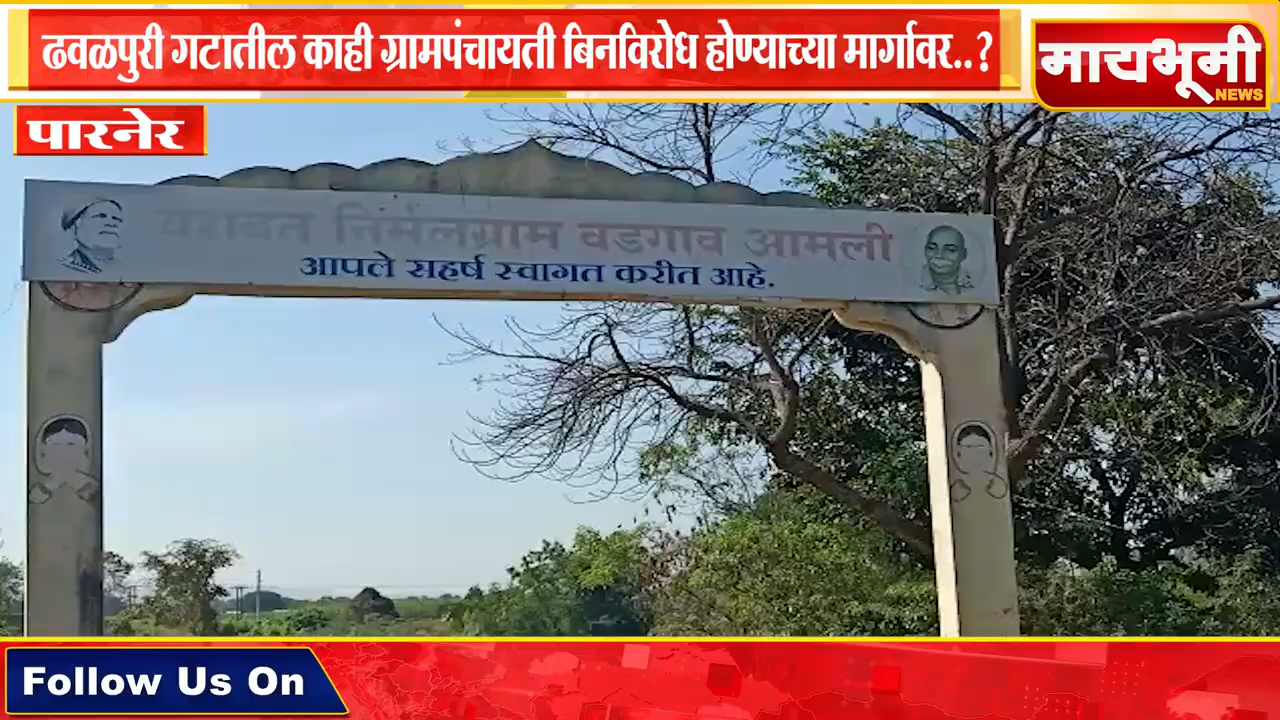 ढवळपुरी गटातील काही ग्रामपंचायती बिनविरोध होण्याच्या मार्गावर..?
मायभूमी
NEWS
पारनेर
निर्मलग्राम वडगाव आमली
आपले सहर्ष स्वागत करीत आहे.
Follow Us On